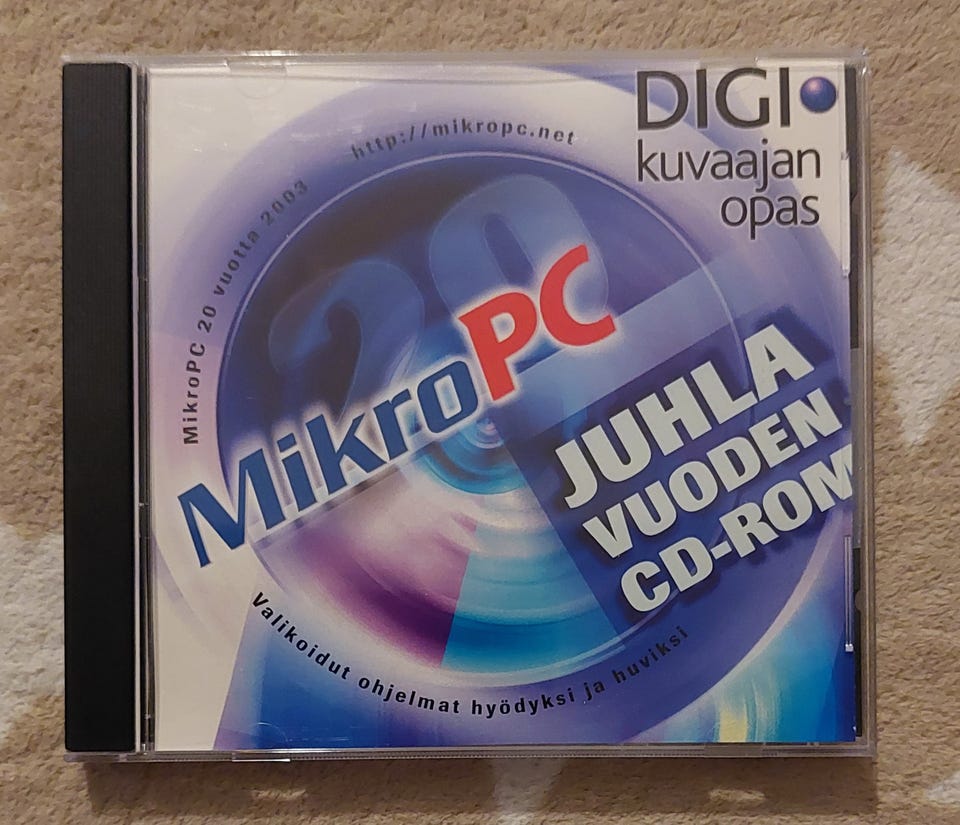 DIGI
kuvaajan
opas
http://mikropc.net
MikroPC 20 vuotta 2003
20
MikroPC
JUHLA
VUODEN
CD-ROM
Valikoidut ohjelmat hyödyksi ja huviksi